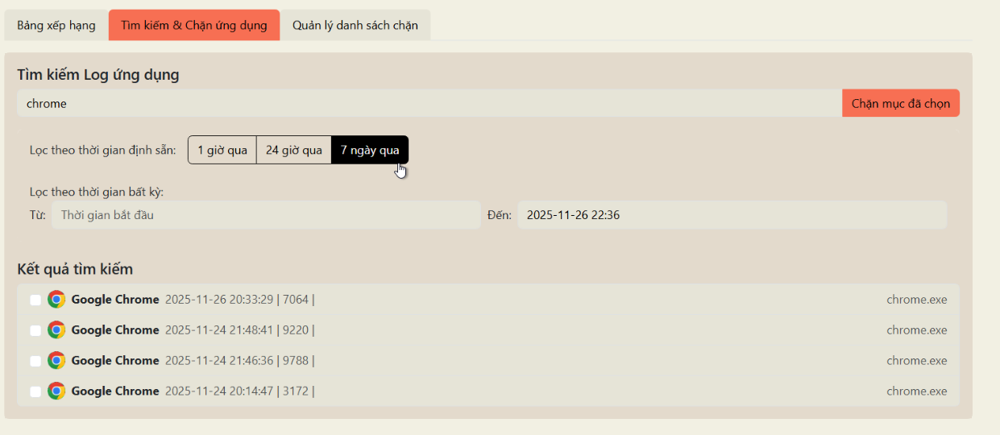 Bảng xếp hạng Tìm kiếm & Chặn ứng dụng Quản lý danh sách chặn
Tìm kiếm Log ứng dụng
chrome Chặn mục đã chọn
Lọc theo thời gian định sẵn: 1 giờ qua 24 giờ qua 7 ngày qua
Lọc theo thời gian bất kỳ:
Từ: Thời gian bắt đầu Đến: 2025-11-26 22:36
Kết quả tìm kiếm
Google Chrome 2025-11-26 20:33:29 | 7064 | chrome.exe
Google Chrome 2025-11-24 21:48:41 | 9220 | chrome.exe
Google Chrome 2025-11-24 21:46:36 | 9788 | chrome.exe
Google Chrome 2025-11-24 20:14:47 | 3172 | chrome.exe